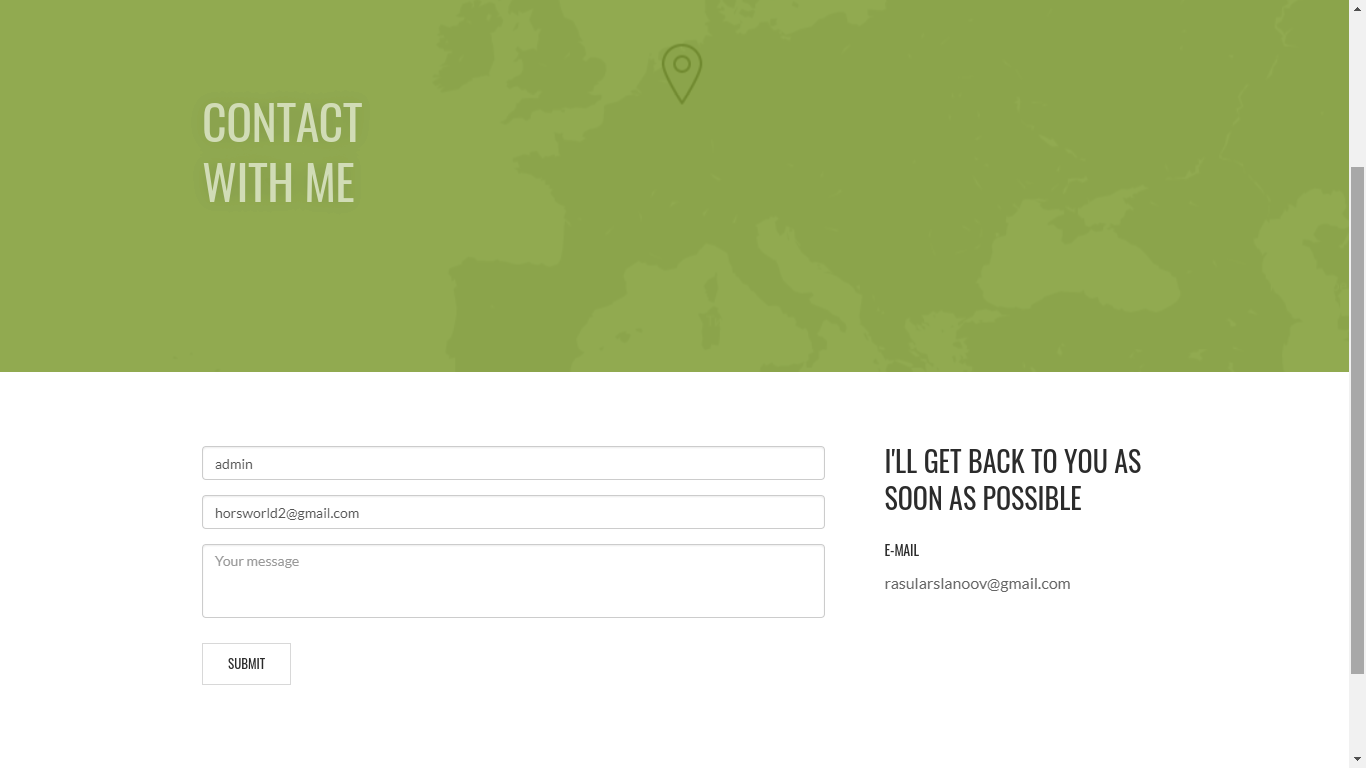 CONTACT
WITH ME
admin
horsworld2@gmail.com
Your message
SUBMIT
I'LL GET BACK TO YOU AS
SOON AS POSSIBLE
E-MAIL
rasularslanoov@gmail.com